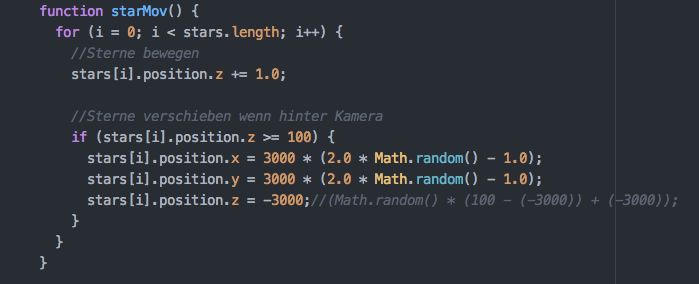 function starMov() {
for (i = 0; i < stars.length; i++) {
//Sterne bewegen
stars[i].position.z += 1.0;
//Sterne verschieben wenn hinter Kamera
if (stars[i].position.z >= 100) {
stars[i].position.x = 3000 * (2.0 * Math.random() - 1.0);
stars[i].position.y = 3000 * (2.0 * Math.random() - 1.0);
stars[i].position.z = -3000;//(Math.random() * (100 - (-3000)) + (-3000));
}
}
}